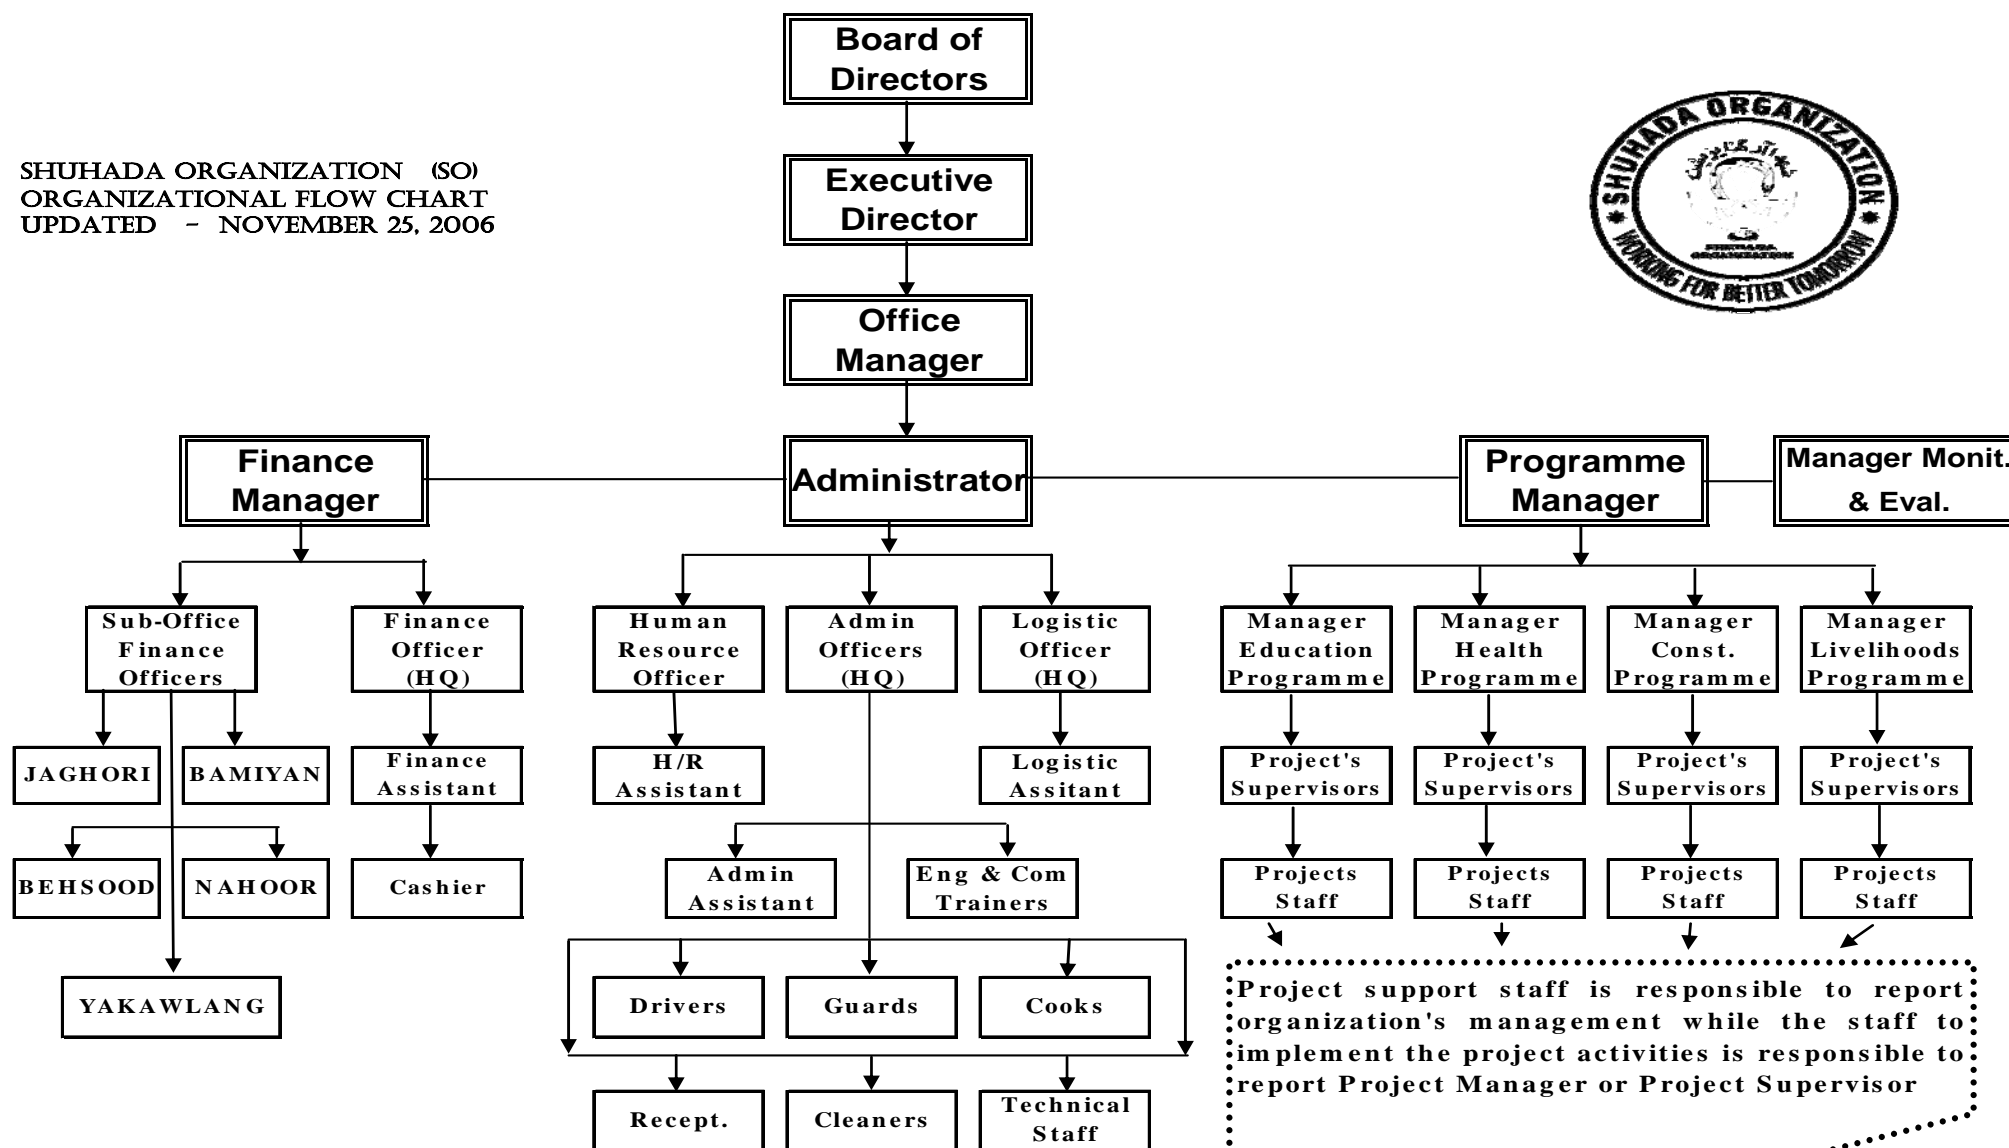 Board of
Directors
SHUHADA ORGANIZATION (SO)
ORGANIZATIONAL FLOW CHART
UPDATED - NOVEMBER 25, 2006
Executive
Director
SHUHADA ORGANIZATION
WORKING FOR BETTER TOMORROW
SHUHADA
ORGANIZATION
Office
Manager
Finance
Manager
Administrator
Programme
Manager
Manager Monit.
& Eval.
Sub-Office
Finance
Officers
Finance
Officer
(HQ)
Human
Resource
Officer
Admin
Officers
(HQ)
Logistic
Officer
(HQ)
Manager
Education
Programme
Manager
Health
Programme
Manager
Const.
Programme
Manager
Livelihoods
Programme
JAGHORI
BAMIYAN
Finance
Assistant
H/R
Assistant
Logistic
Assitant
Project's
Supervisors
Project's
Supervisors
Project's
Supervisors
Project's
Supervisors
BEHSOOD
NAHOOR
Cashier
Admin
Assistant
Eng & Com
Trainers
Projects
Staff
Projects
Staff
Projects
Staff
Projects
Staff
YAKAWLANG
Drivers
Guards
Cooks
Project support staff is responsible to report
organization's management while the staff to
implement the project activities is responsible to
report Project Manager or Project Supervisor
Recept.
Cleaners
Technical
Staff